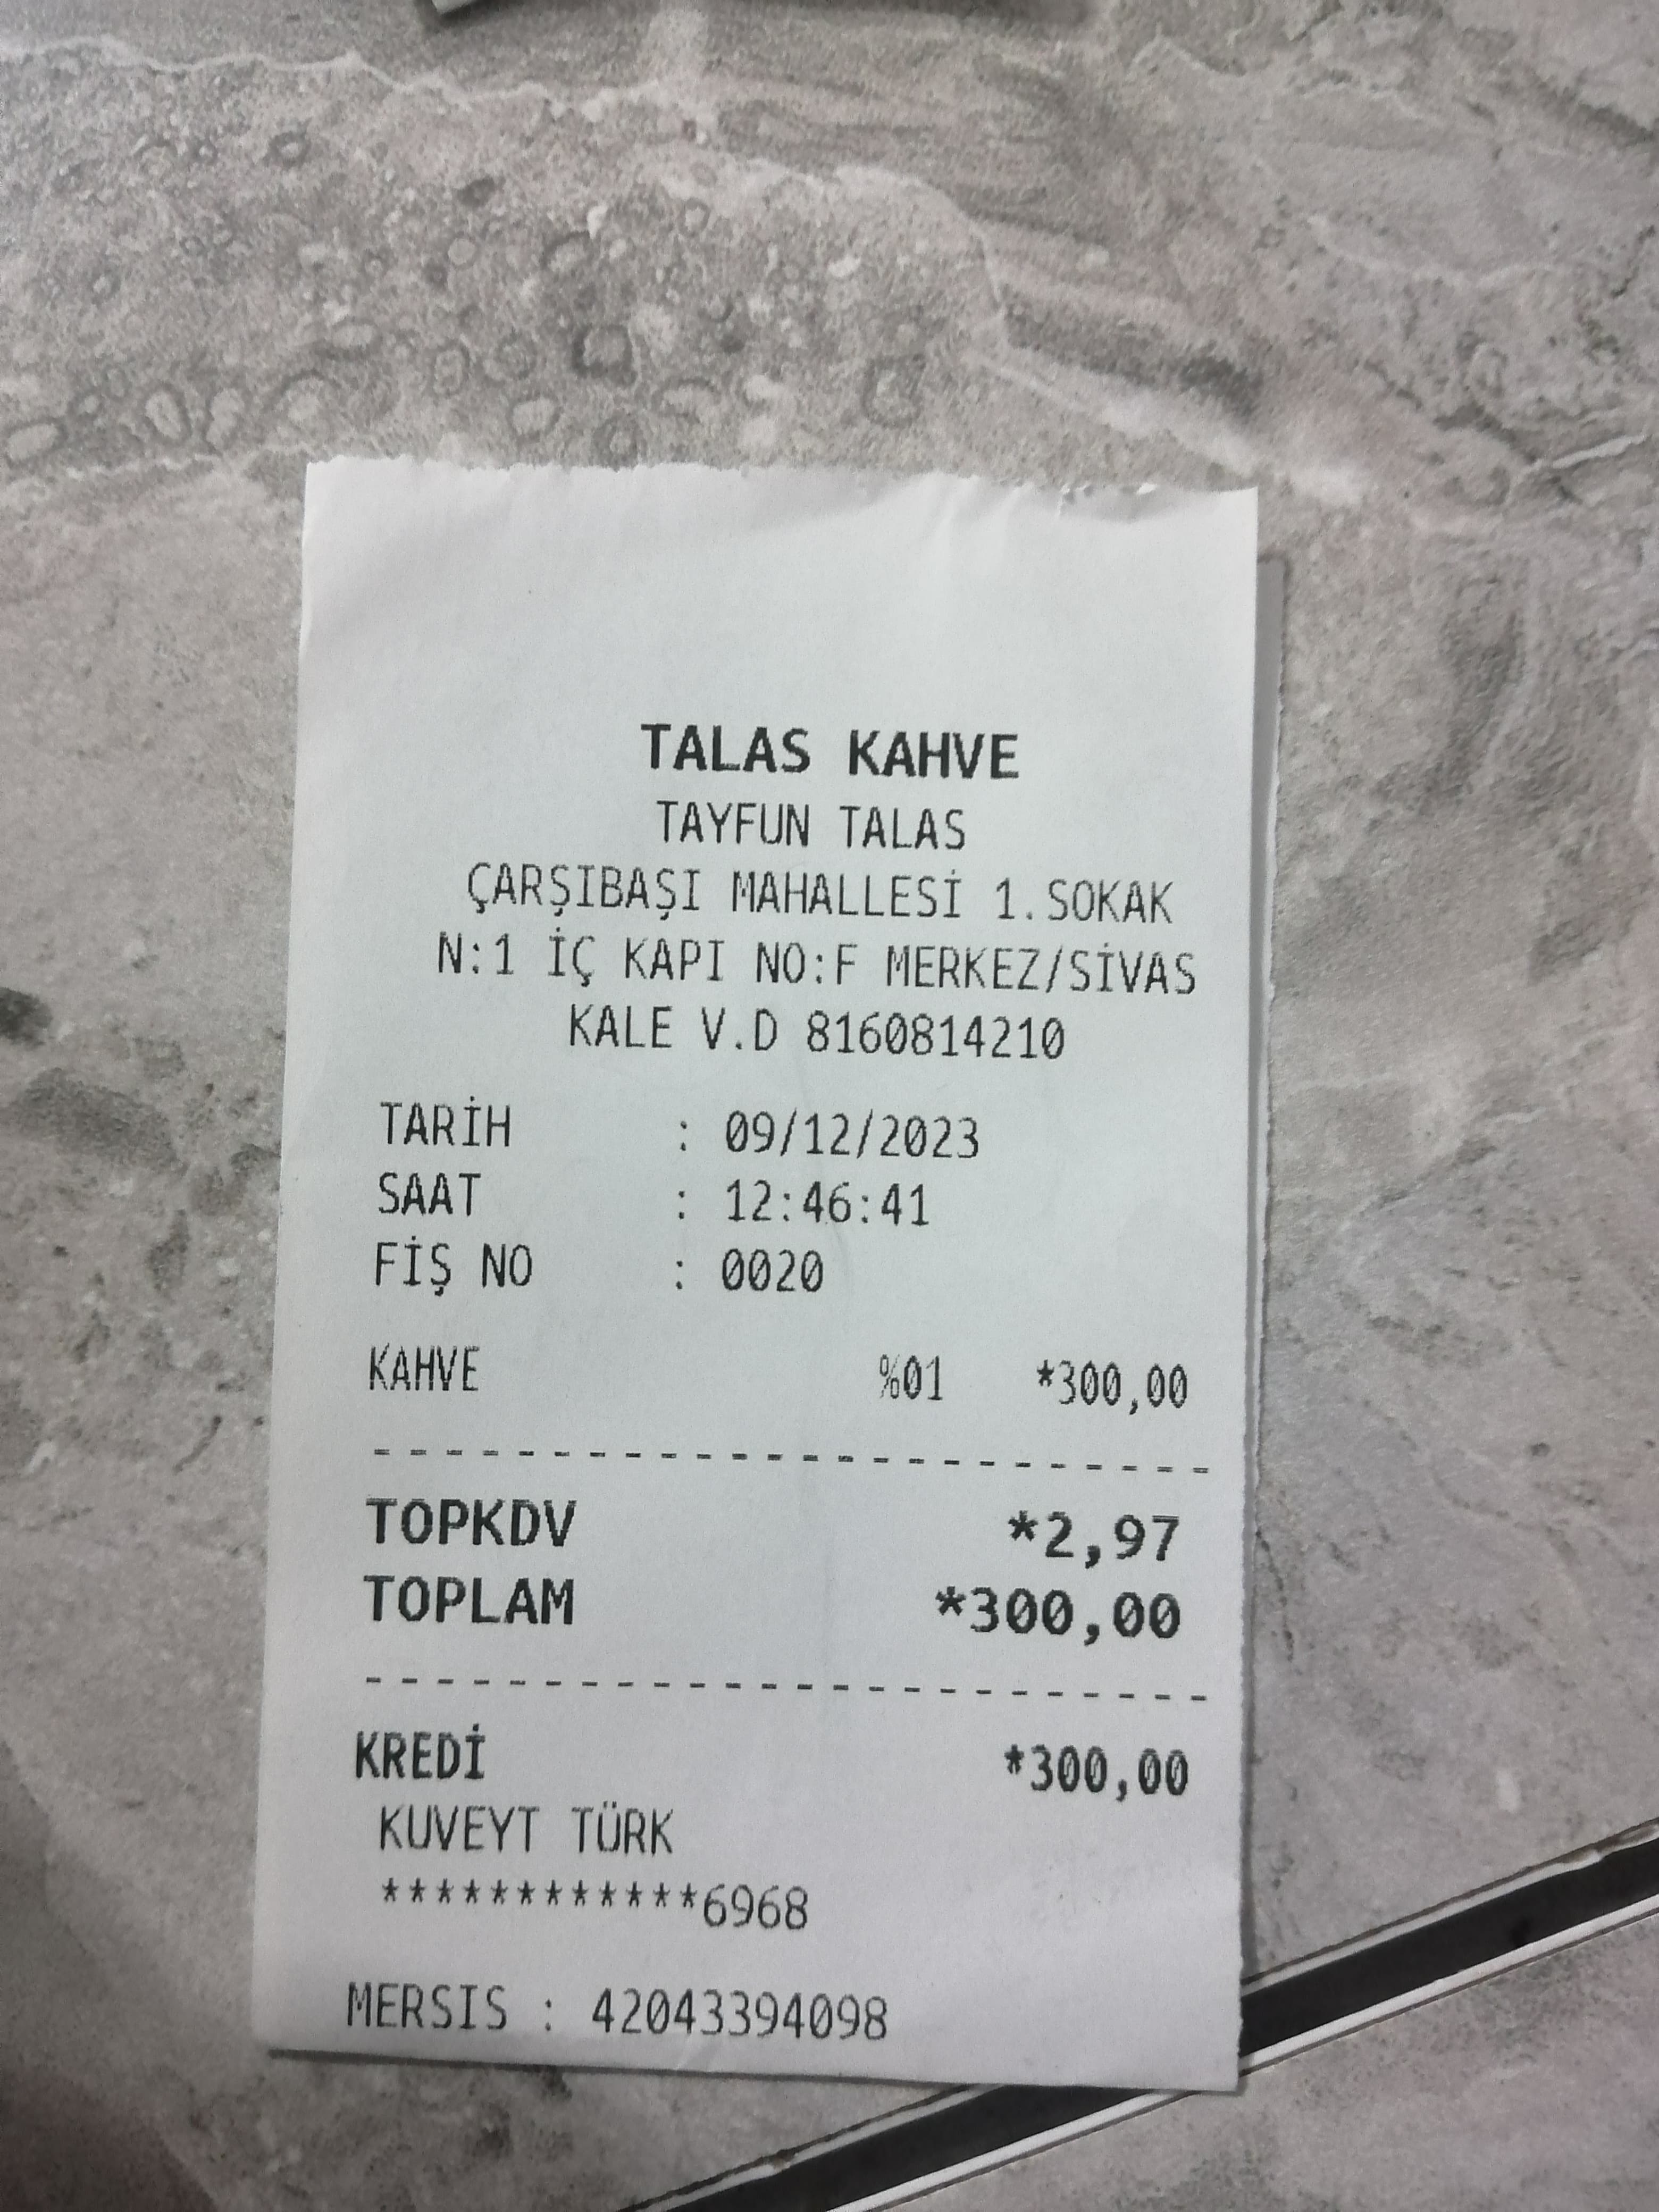 TALAS KAHVE
TAYFUN TALAS
ÇARŞIBAŞI MAHALLESİ 1.SOKAK
N:1 İÇ KAPI NO:F MERKEZ/SİVAS
KALE V.D 8160814210
TARİH : 09/12/2023
SAAT : 12:46:41
FİŞ NO : 0020
KAHVE %01 *300,00
--------------------------
TOPKDV *2,97
TOPLAM *300,00
--------------------------
KREDİ *300,00
KUVEYT TÜRK
************6968
MERSIS : 42043394098